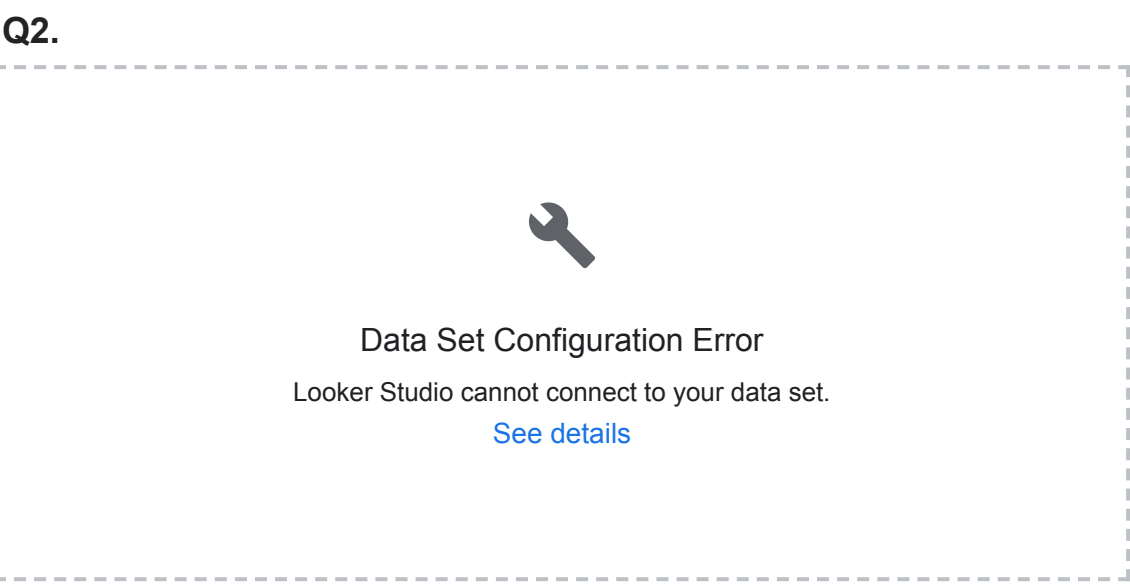 Q2.
Data Set Configuration Error
Looker Studio cannot connect to your data set.
See details